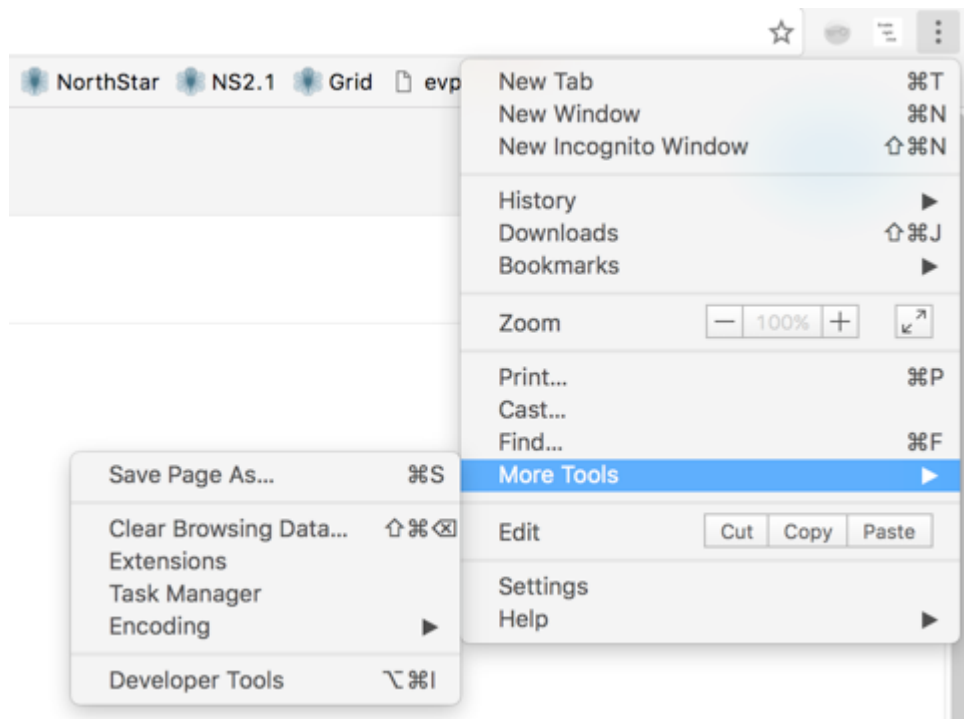 NorthStar NS2.1 Grid evp
New Tab ⌘T
New Window ⌘N
New Incognito Window ⇧⌘N
History ▶
Downloads ⇧⌘J
Bookmarks ▶
Zoom — 100% +
Print... ⌘P
Cast...
Find... ⌘F
More Tools ▶
Edit Cut Copy Paste
Settings
Help ▶
Save Page As... ⌘S
Clear Browsing Data... ⇧⌘⌫
Extensions
Task Manager
Encoding ▶
Developer Tools ⌥⌘I